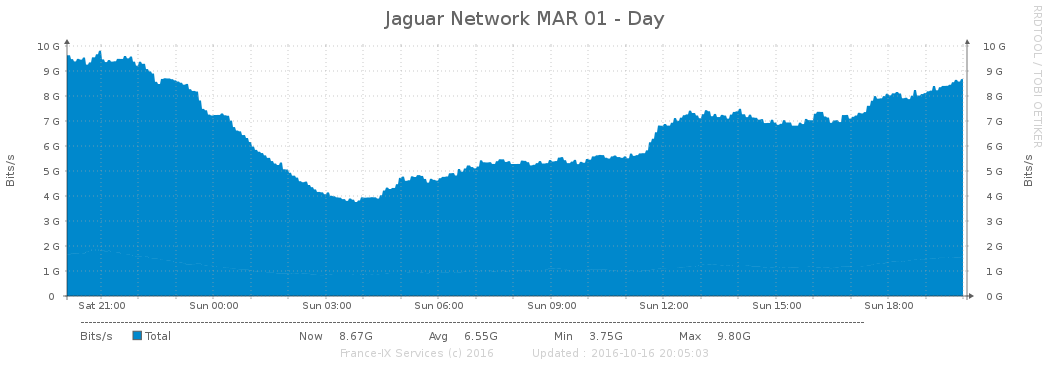 Jaguar Network MAR 01 - Day
RRDTOOL / TOBI OETIKER
Bits/s
10 G
9 G
8 G
7 G
6 G
5 G
4 G
3 G
2 G
1 G
0
10 G
9 G
8 G
7 G
6 G
5 G
4 G
3 G
2 G
1 G
0 G
Bits/s
Sat 21:00 Sun 00:00 Sun 03:00 Sun 06:00 Sun 09:00 Sun 12:00 Sun 15:00 Sun 18:00
Bits/s Total Now 8.67G Avg 6.55G Min 3.75G Max 9.80G
France-IX Services (c) 2016 Updated : 2016-10-16 20:05:03